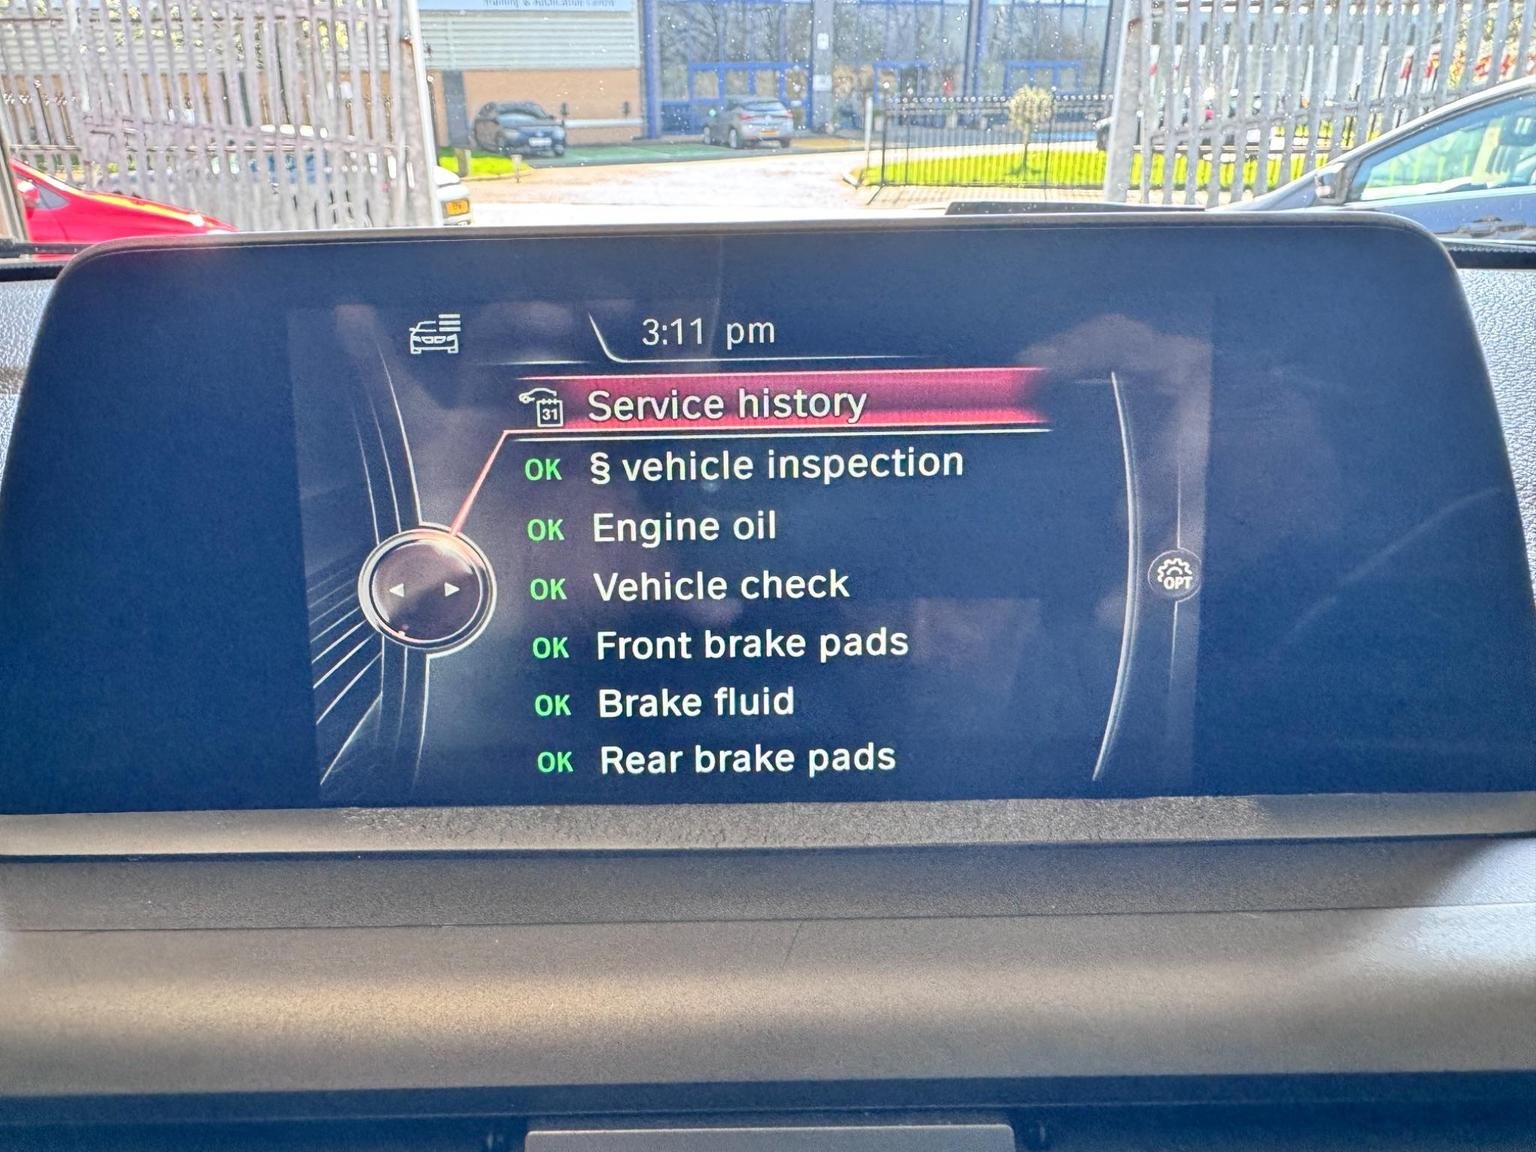 3:11 pm
31 Service history
OK § vehicle inspection
OK Engine oil
OK Vehicle check
OK Front brake pads
OK Brake fluid
OK Rear brake pads
OPT